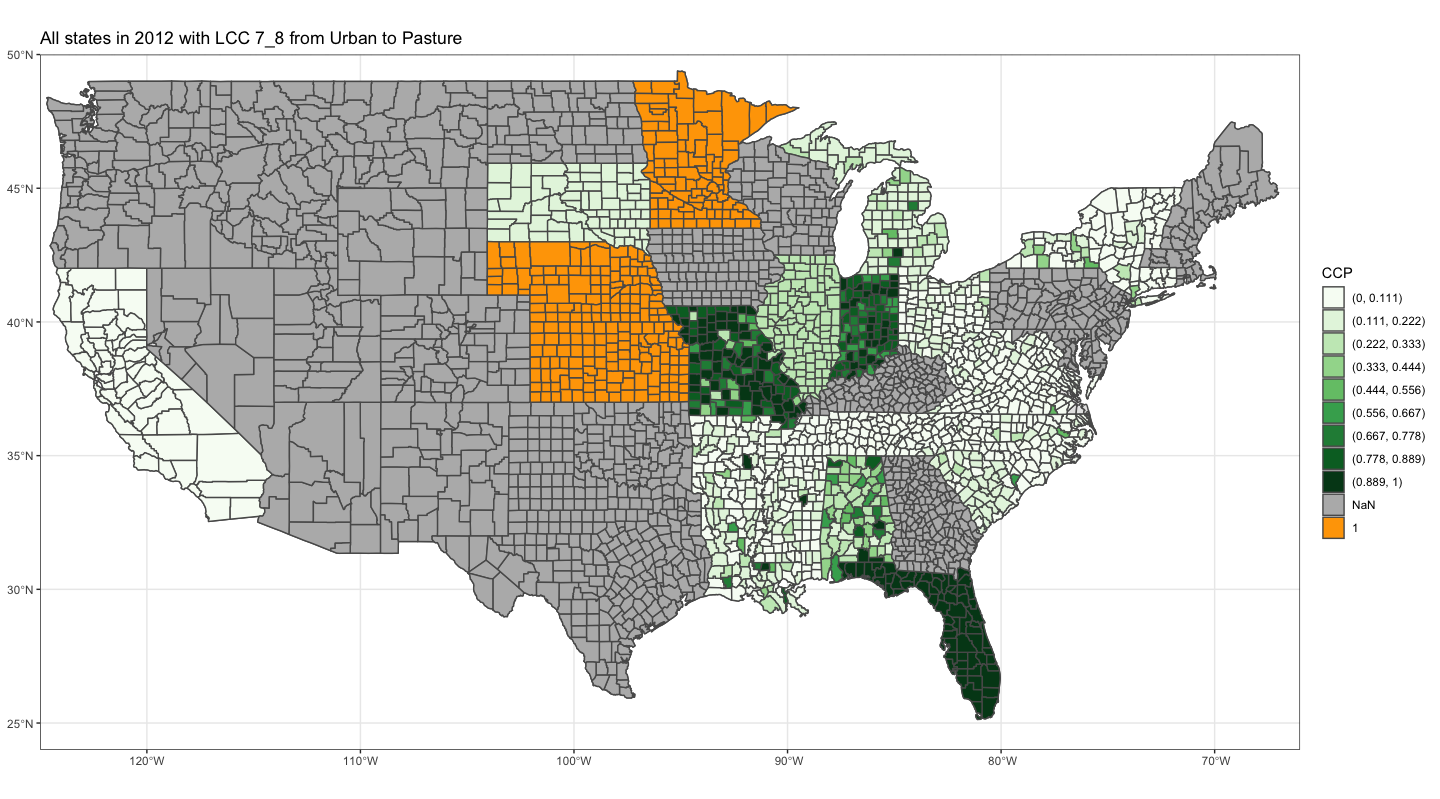 All states in 2012 with LCC 7_8 from Urban to Pasture
50°N
45°N
40°N
35°N
30°N
25°N
120°W
110°W
100°W
90°W
80°W
70°W
CCP
(0, 0.111)
(0.111, 0.222)
(0.222, 0.333)
(0.333, 0.444)
(0.444, 0.556)
(0.556, 0.667)
(0.667, 0.778)
(0.778, 0.889)
(0.889, 1)
NaN
1